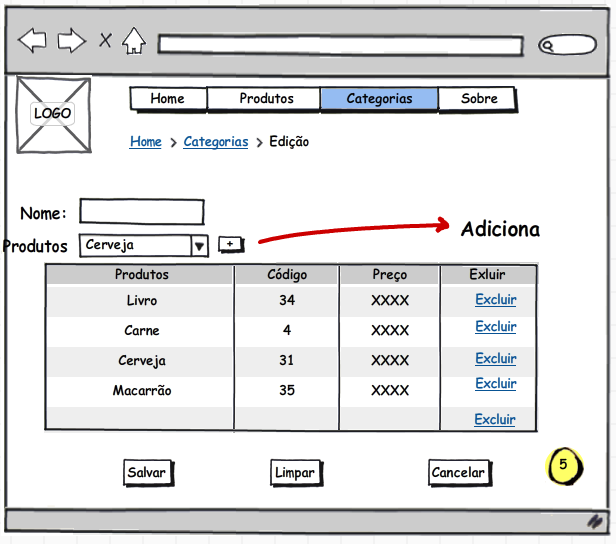 LOGO
Home Produtos Categorias Sobre
Home > Categorias > Edição
Nome:
Adiciona
Produtos Cerveja +
Produtos Código Preço Exluir
Livro 34 XXXX Excluir
Carne 4 XXXX Excluir
Cerveja 31 XXXX Excluir
Macarrão 35 XXXX Excluir
Excluir
Salvar Limpar Cancelar 5